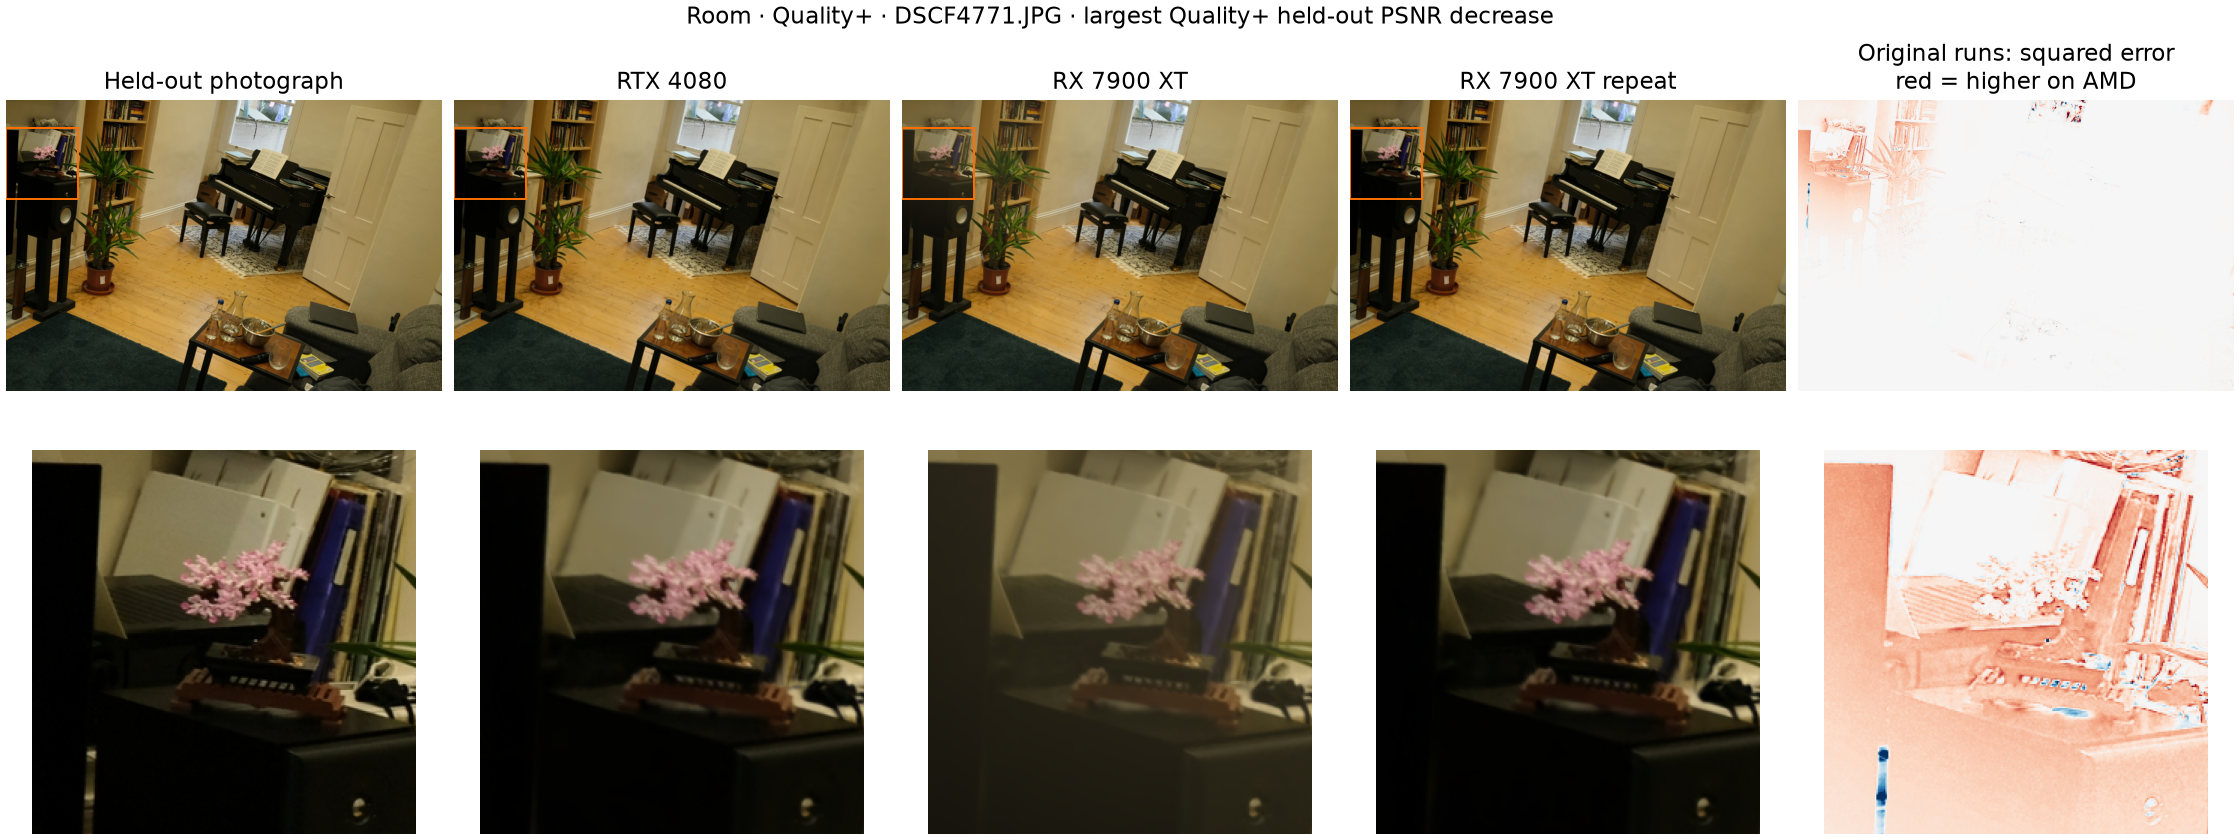 Room · Quality+ · DSCF4771.JPG · largest Quality+ held-out PSNR decrease
Held-out photograph
RTX 4080
RX 7900 XT
RX 7900 XT repeat
Original runs: squared error
red = higher on AMD